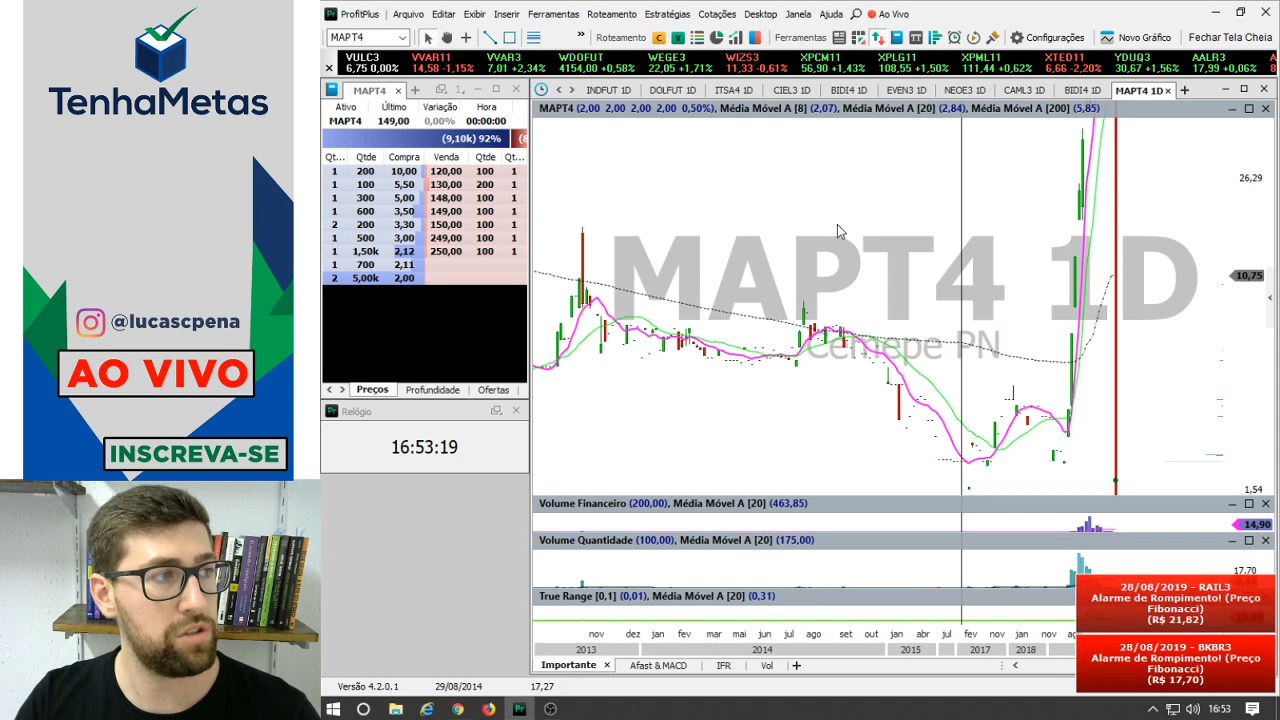 TenhaMetas
@lucascpena
AO VIVO
INSCREVA-SE
ProfitPlus Arquivo Editar Exibir Inserir Ferramentas Roteamento Estratégias Cotações Desktop Janela Ajuda Ao Vivo
MAPT4 » Roteamento C V Ferramentas Configurações Novo Gráfico Fechar Tela Cheia
VULC3 VVAR11 VVAR3 WDOFUT WEGE3 WIZS3 XPCM11 XPLG11 XPML11 XTED11 YDUQ3 AALR3
6,75 0,00% 14,58 -1,15% 7,01 +2,34% 4154,00 +0,58% 22,05 +1,71% 11,33 -0,61% 56,90 +1,43% 108,55 +1,50% 111,44 +0,62% 6,66 -2,20% 30,67 +1,56% 17,99 +0,06%
MAPT4
Ativo Último Variação Hora
MAPT4 149,00 0,00% 00:00:00
(9,10k) 92%
Qt... Qtde Compra Venda Qtde Qt...
1 200 10,00 120,00 100 1
1 100 5,50 130,00 200 1
1 300 5,00 148,00 100 1
1 600 3,50 149,00 100 1
2 200 3,30 150,00 100 1
1 500 3,00 249,00 100 1
1 1,50k 2,12 250,00 100 1
1 700 2,11
2 5,00k 2,00
Preços Profundidade Ofertas
Relógio
16:53:19
INDFUT 1D DOLFUT 1D ITSA4 1D CIEL3 1D BIDI4 1D EVEN3 1D NEOE3 1D CAML3 1D BIDI4 1D MAPT4 1D
MAPT4 (2,00 2,00 2,00 2,00 0,50%), Média Móvel A [8] (2,07), Média Móvel A [20] (2,84), Média Móvel A [200] (5,85)
26,29
MAPT4 1D
10,75
Cemepe PN
1,54
Volume Financeiro (200,00), Média Móvel A [20] (463,85)
14,90
Volume Quantidade (100,00), Média Móvel A [20] (175,00)
17,70
True Range [0,1] (0,01), Média Móvel A [20] (0,31)
nov dez jan fev mar abr mai jun jul ago set out jan abr jul fev nov jan nov
2013 2014 2015 2017 2018
Importante Afast & MACD IFR Vol
28/08/2019 - RAIL3
Alarme de Rompimento! (Preço
Fibonacci)
(R$ 21,82)
28/08/2019 - BKBR3
Alarme de Rompimento! (Preço
Fibonacci)
(R$ 17,70)
Versão 4.2.0.1 29/08/2014 17,27
16:53